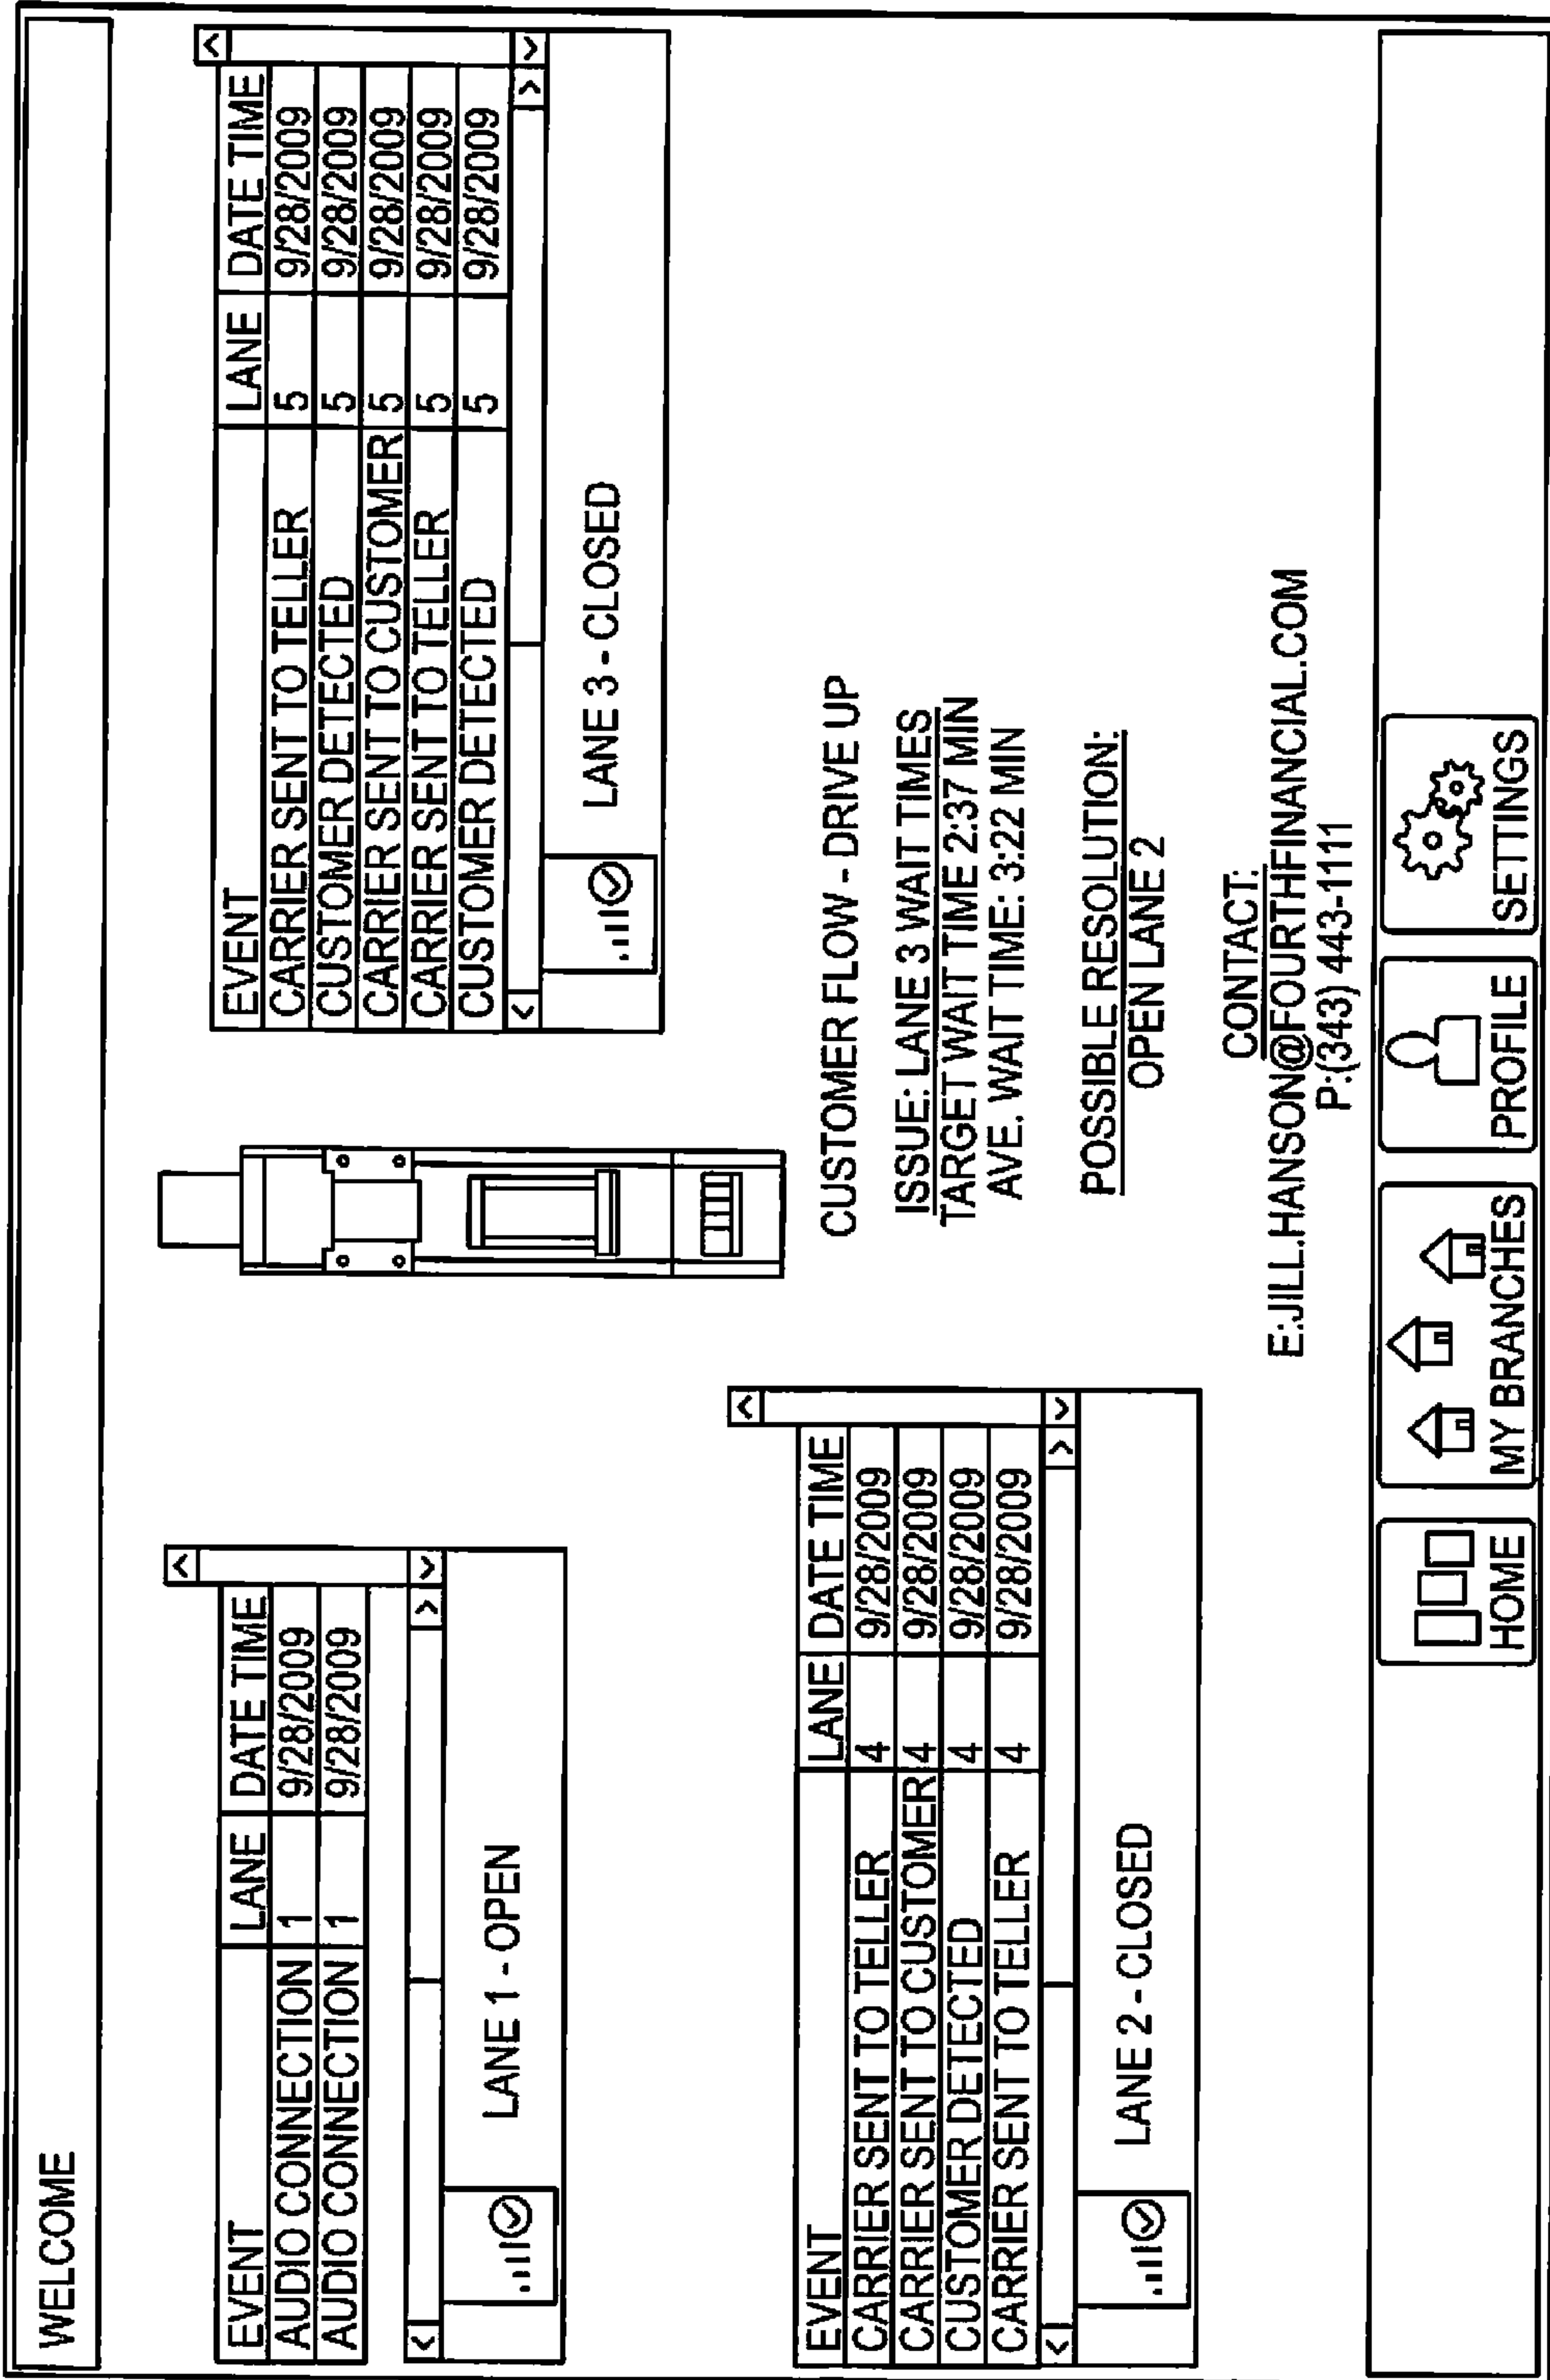 WELCOME
EVENT LANE DATE TIME
AUDIO CONNECTION 1 9/28/2009
AUDIO CONNECTION 1 9/28/2009
LANE 1 - OPEN
EVENT LANE DATE TIME
CARRIER SENT TO TELLER 5 9/28/2009
CUSTOMER DETECTED 5 9/28/2009
CARRIER SENT TO CUSTOMER 5 9/28/2009
CARRIER SENT TO TELLER 5 9/28/2009
CUSTOMER DETECTED 5 9/28/2009
LANE 3 - CLOSED
EVENT LANE DATE TIME
CARRIER SENT TO TELLER 4 9/28/2009
CARRIER SENT TO CUSTOMER 4 9/28/2009
CUSTOMER DETECTED 4 9/28/2009
CARRIER SENT TO TELLER 4 9/28/2009
LANE 2 - CLOSED
CUSTOMER FLOW - DRIVE UP
ISSUE: LANE 3 WAIT TIMES
TARGET WAIT TIME 2:37 MIN
AVE. WAIT TIME: 3:22 MIN
POSSIBLE RESOLUTION:
OPEN LANE 2
CONTACT:
E:JILL.HANSON@FOURTHFINANCIAL.COM
P:(343) 443-1111
HOME
MY BRANCHES
PROFILE
SETTINGS